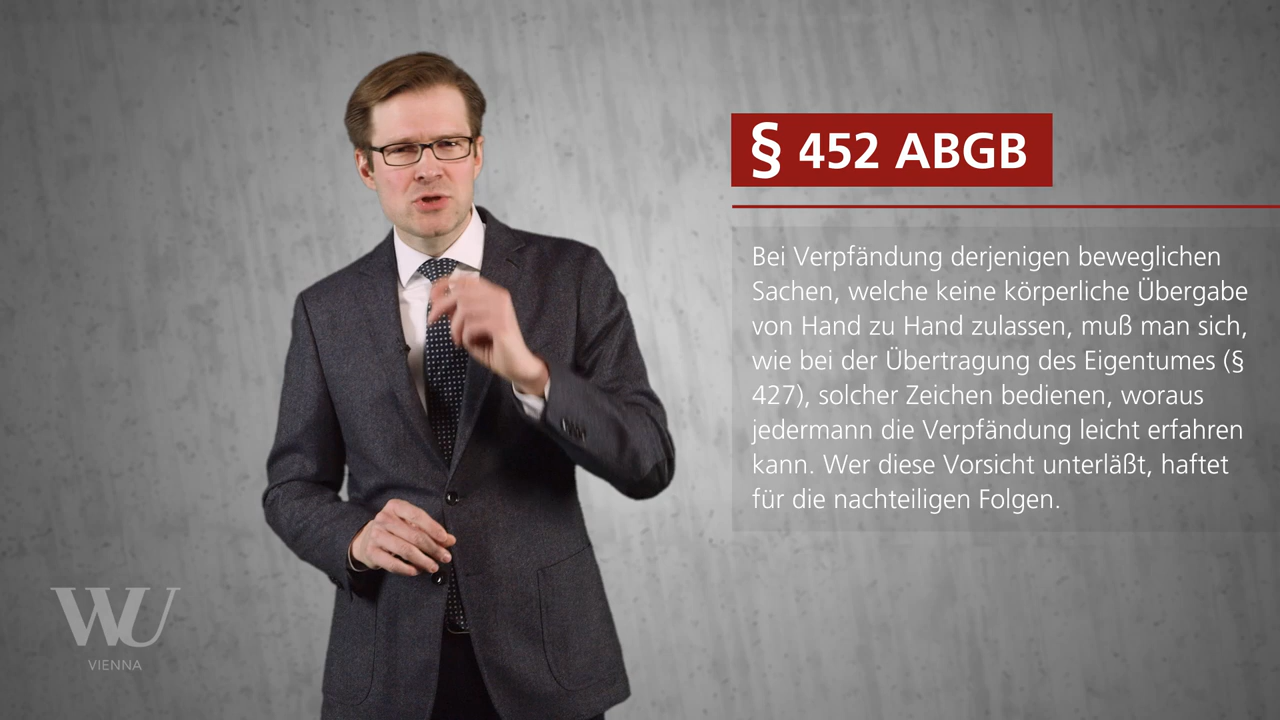 § 452 ABGB
Bei Verpfändung derjenigen beweglichen
Sachen, welche keine körperliche Übergabe
von Hand zu Hand zulassen, muß man sich,
wie bei der Übertragung des Eigentumes (§
427), solcher Zeichen bedienen, woraus
jedermann die Verpfändung leicht erfahren
kann. Wer diese Vorsicht unterläßt, haftet
für die nachteiligen Folgen.
WU
VIENNA